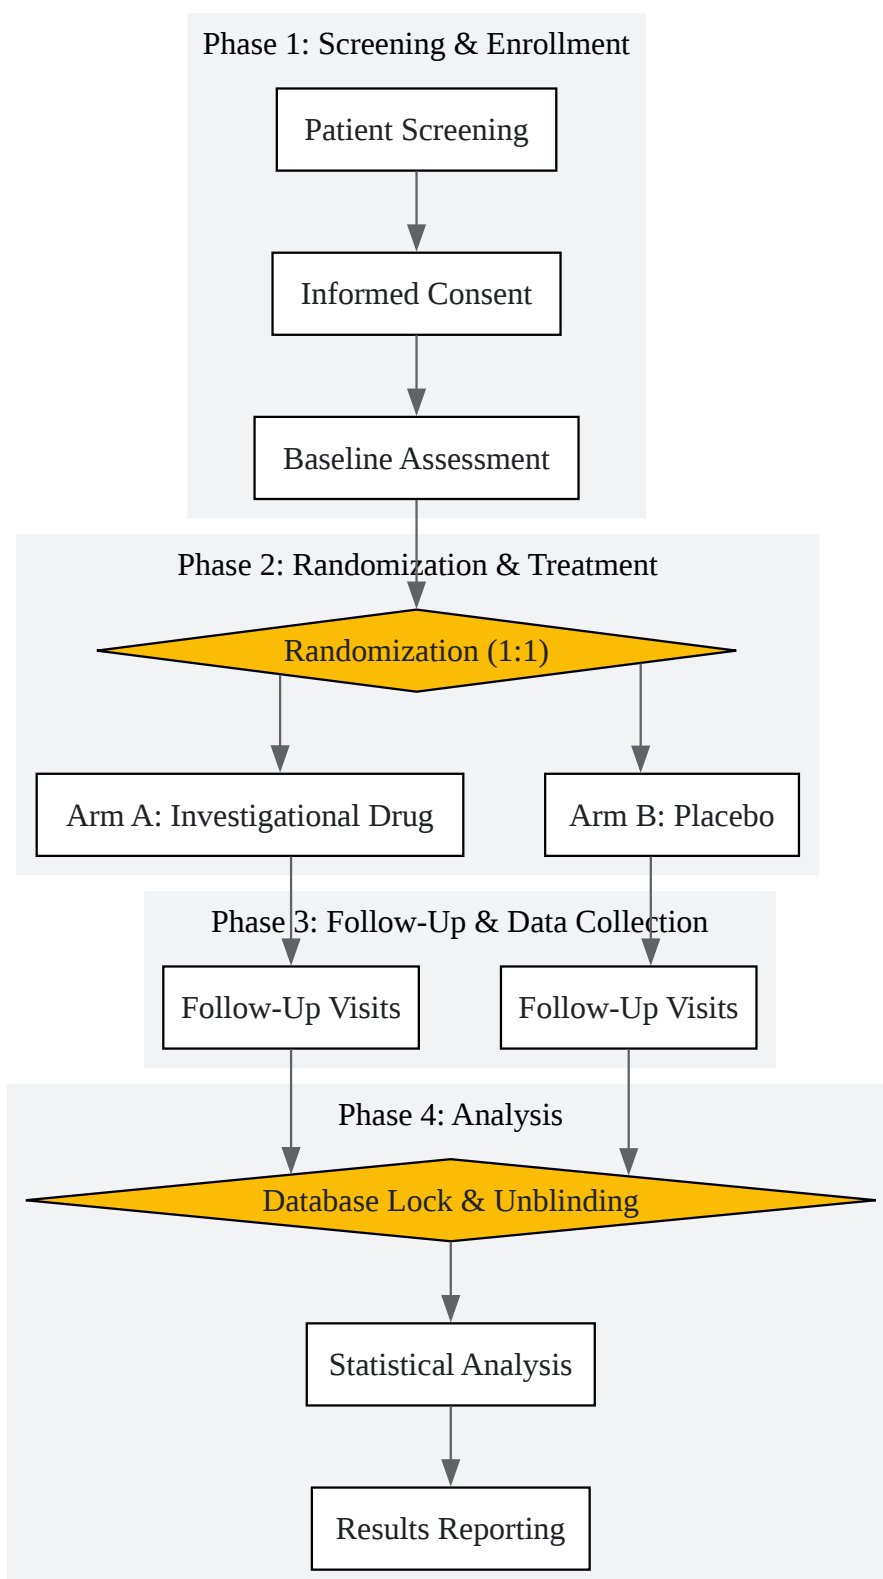 Phase 1: Screening & Enrollment
Patient Screening
Informed Consent
Baseline Assessment
Phase 2: Randomization & Treatment
Randomization (1:1)
Arm A: Investigational Drug
Arm B: Placebo
Phase 3: Follow-Up & Data Collection
Follow-Up Visits
Follow-Up Visits
Phase 4: Analysis
Database Lock & Unblinding
Statistical Analysis
Results Reporting